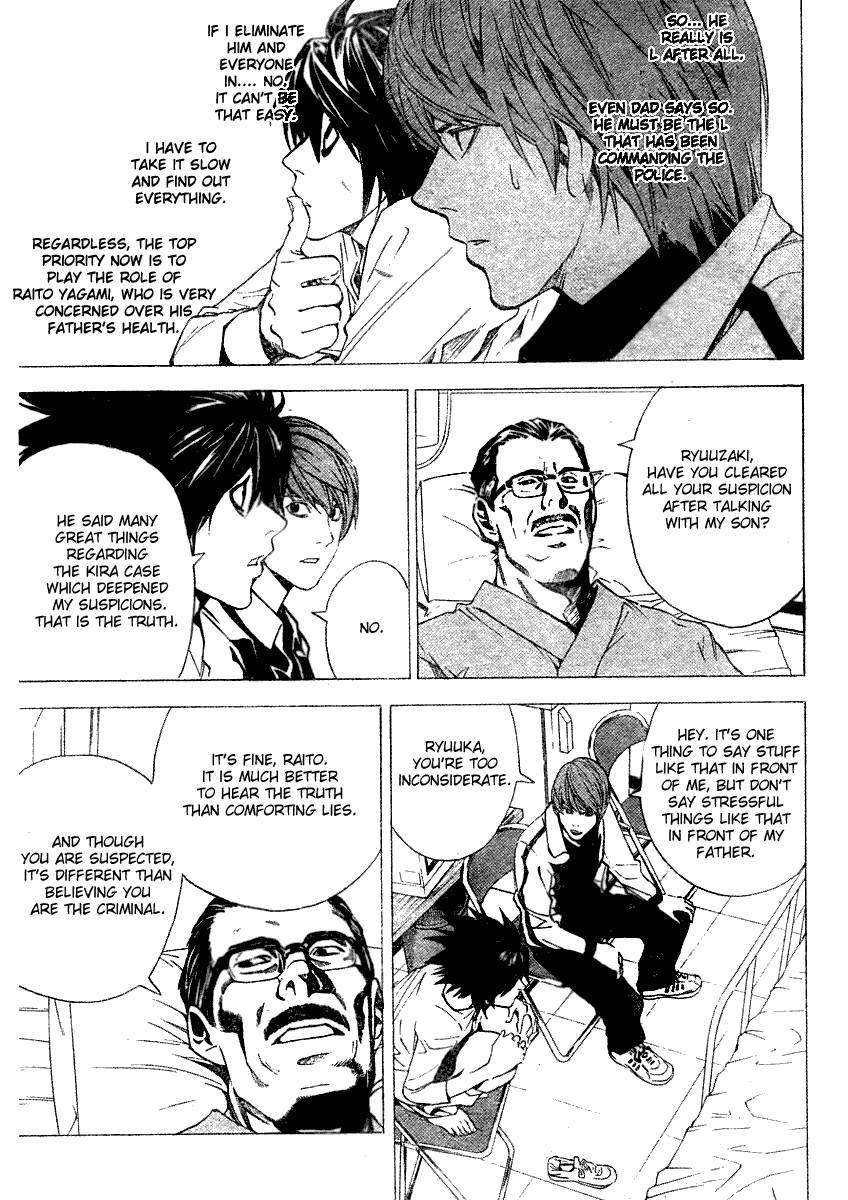 SO... HE
REALLY IS
L AFTER ALL.
EVEN DAD SAYS SO.
HE MUST BE THE L
THAT HAS BEEN
COMMANDING THE
POLICE.
IF I ELIMINATE
HIM AND
EVERYONE
IN.... NO.
IT CAN'T BE
THAT EASY.
I HAVE TO
TAKE IT SLOW
AND FIND OUT
EVERYTHING.
REGARDLESS, THE TOP
PRIORITY NOW IS TO
PLAY THE ROLE OF
RAITO YAGAMI, WHO IS VERY
CONCERNED OVER HIS
FATHER'S HEALTH.
RYUUZAKI,
HAVE YOU CLEARED
ALL YOUR SUSPICION
AFTER TALKING
WITH MY SON?
NO.
HE SAID MANY
GREAT THINGS
REGARDING
THE KIRA CASE
WHICH DEEPENED
MY SUSPICIONS.
THAT IS THE TRUTH.
HEY. IT'S ONE
THING TO SAY STUFF
LIKE THAT IN FRONT
OF ME, BUT DON'T
SAY STRESSFUL
THINGS LIKE THAT
IN FRONT OF MY
FATHER.
RYUUKA,
YOU'RE TOO
INCONSIDERATE.
IT'S FINE, RAITO.
IT IS MUCH BETTER
TO HEAR THE TRUTH
THAN COMFORTING LIES.
AND THOUGH
YOU ARE SUSPECTED,
IT'S DIFFERENT THAN
BELIEVING YOU
ARE THE CRIMINAL.